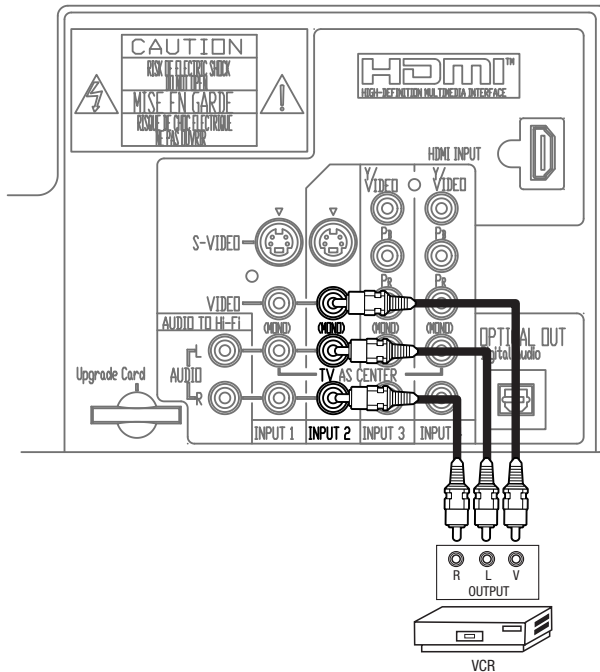 CAUTION
RISK OF ELECTRIC SHOCK
DO NOT OPEN
MISE EN GARDE
RISQUE DE CHOC ELECTRIQUE
NE PAS OUVRIR
HDMI™
HIGH-DEFINITION MULTIMEDIA INTERFACE
HDMI INPUT
Y/VIDEO
Y/VIDEO
S-VIDEO
PB
PB
PR
PR
VIDEO
AUDIO TO Hi-Fi
(MONO)
(MONO)
(MONO)
(MONO)
OPTICAL OUT
Digital Audio
L
AUDIO
R
TV AS CENTER
Upgrade Card
INPUT 1
INPUT 2
INPUT 3
INPUT
R
L
V
OUTPUT
VCR